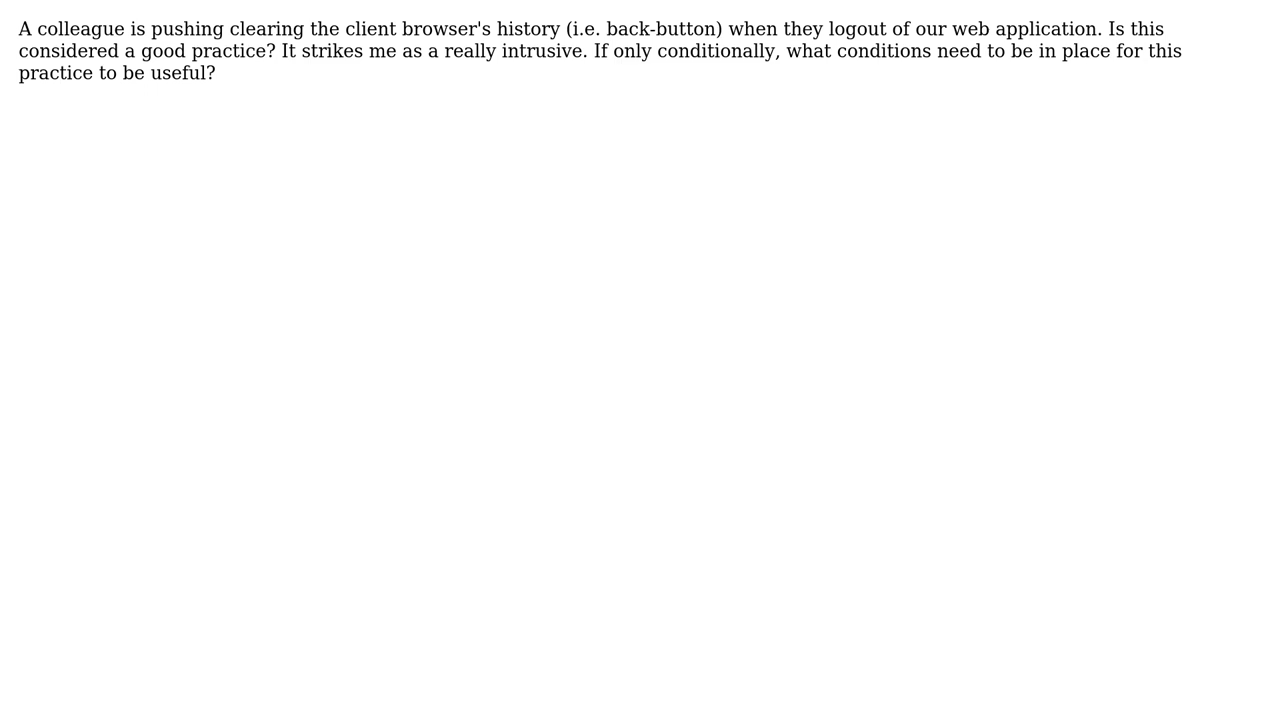 A colleague is pushing clearing the client browser's history (i.e. back-button) when they logout of our web application. Is this
considered a good practice? It strikes me as a really intrusive. If only conditionally, what conditions need to be in place for this
practice to be useful?